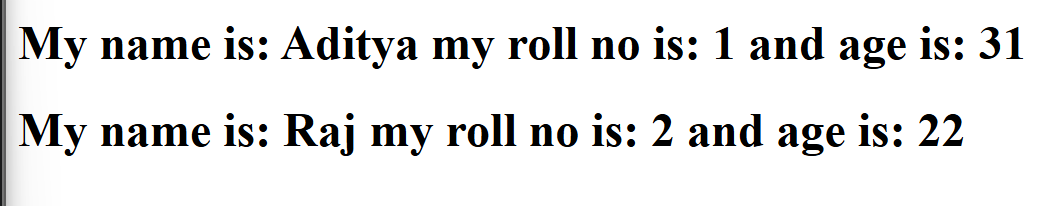 My name is: Aditya my roll no is: 1 and age is: 31
My name is: Raj my roll no is: 2 and age is: 22